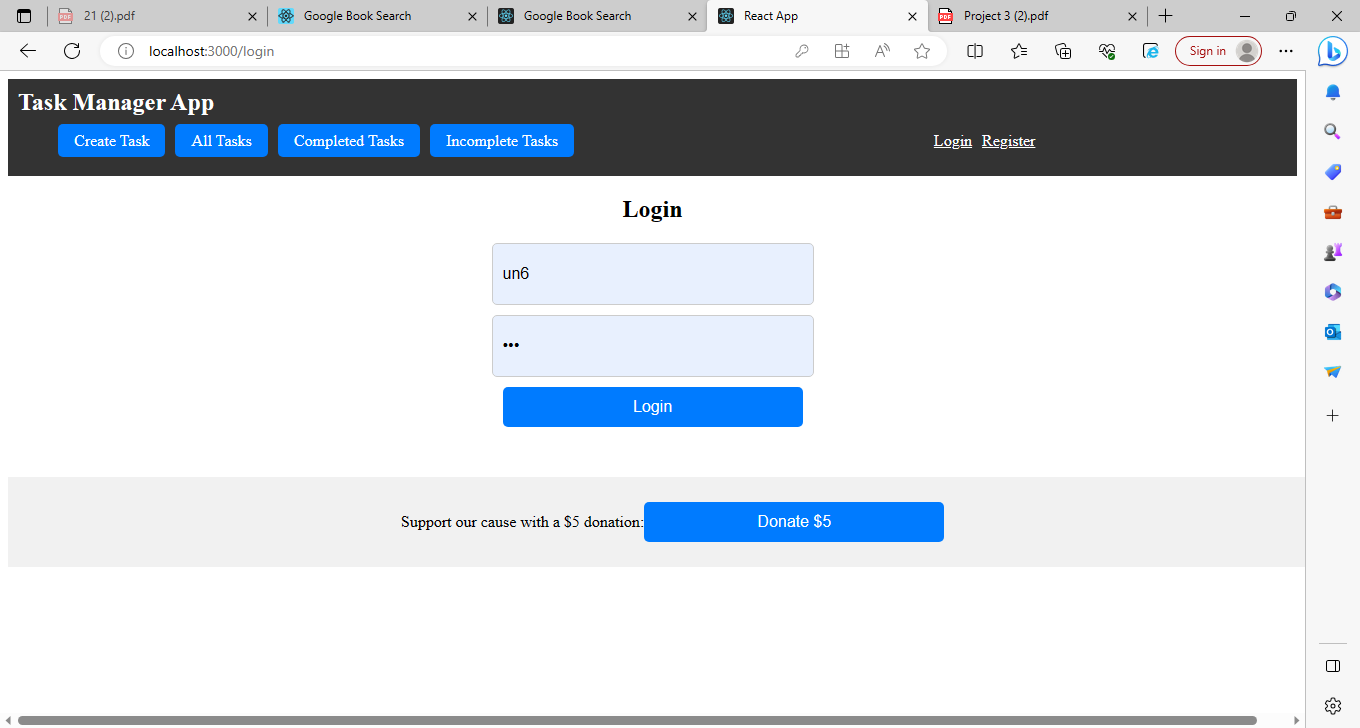 21 (2).pdf
Google Book Search
Google Book Search
React App
Project 3 (2).pdf
localhost:3000/login
Sign in
Task Manager App
Create Task
All Tasks
Completed Tasks
Incomplete Tasks
Login
Register
Login
un6
•••
Login
Support our cause with a $5 donation:
Donate $5